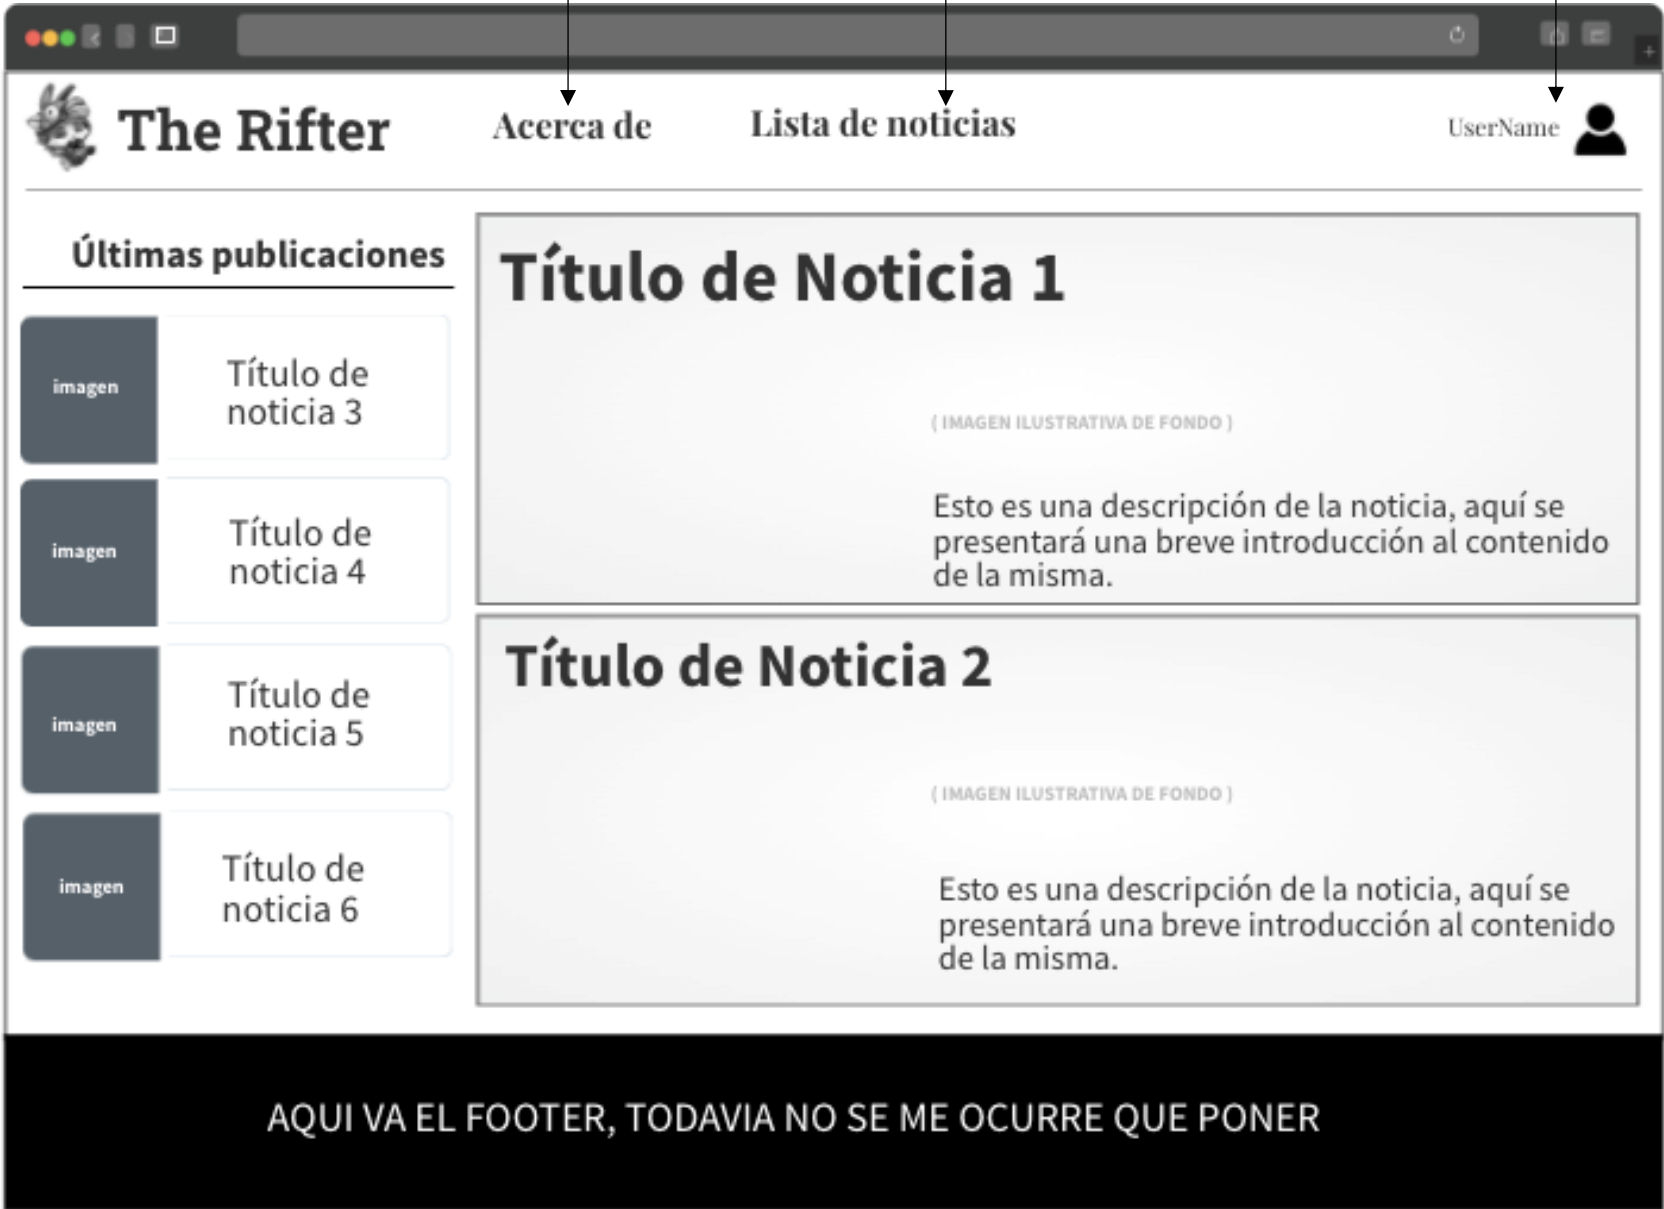 The Rifter
Acerca de
Lista de noticias
UserName
Últimas publicaciones
imagen
Título de
noticia 3
imagen
Título de
noticia 4
imagen
Título de
noticia 5
imagen
Título de
noticia 6
Título de Noticia 1
( IMAGEN ILUSTRATIVA DE FONDO )
Esto es una descripción de la noticia, aquí se
presentará una breve introducción al contenido
de la misma.
Título de Noticia 2
( IMAGEN ILUSTRATIVA DE FONDO )
Esto es una descripción de la noticia, aquí se
presentará una breve introducción al contenido
de la misma.
AQUI VA EL FOOTER, TODAVIA NO SE ME OCURRE QUE PONER